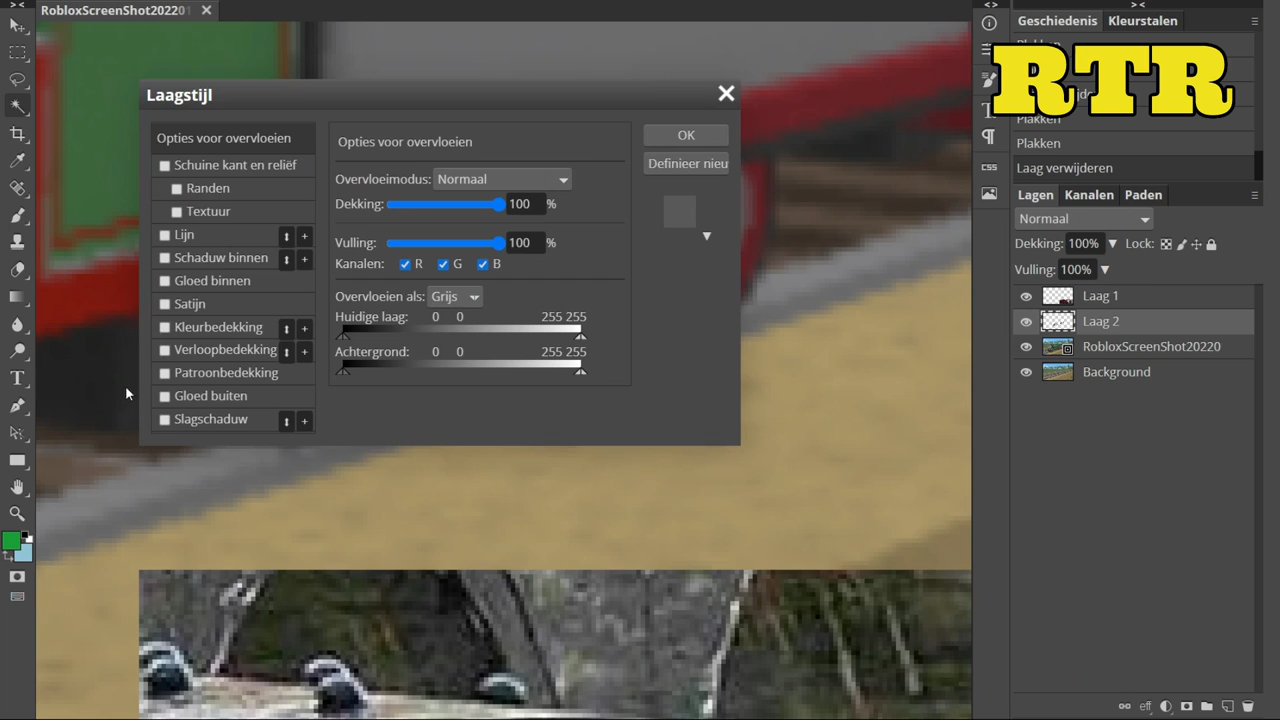 RobloxScreenShot20220
Laagstijl
Opties voor overvloeien
Schuine kant en reliëf
Randen
Textuur
Lijn
Schaduw binnen
Gloed binnen
Satijn
Kleurbedekking
Verloopbedekking
Patroonbedekking
Gloed buiten
Slagschaduw
Opties voor overvloeien
Overvloeimodus: Normaal
Dekking: 100 %
Vulling: 100 %
Kanalen: R G B
Overvloeien als: Grijs
Huidige laag: 0 0 255 255
Achtergrond: 0 0 255 255
OK
Definieer nieu
Geschiedenis Kleurstalen
RTR
Plakken
Plakken
Laag verwijderen
Lagen Kanalen Paden
Normaal
Dekking: 100% Lock:
Vulling: 100%
Laag 1
Laag 2
RobloxScreenShot20220
Background
CSS
eff